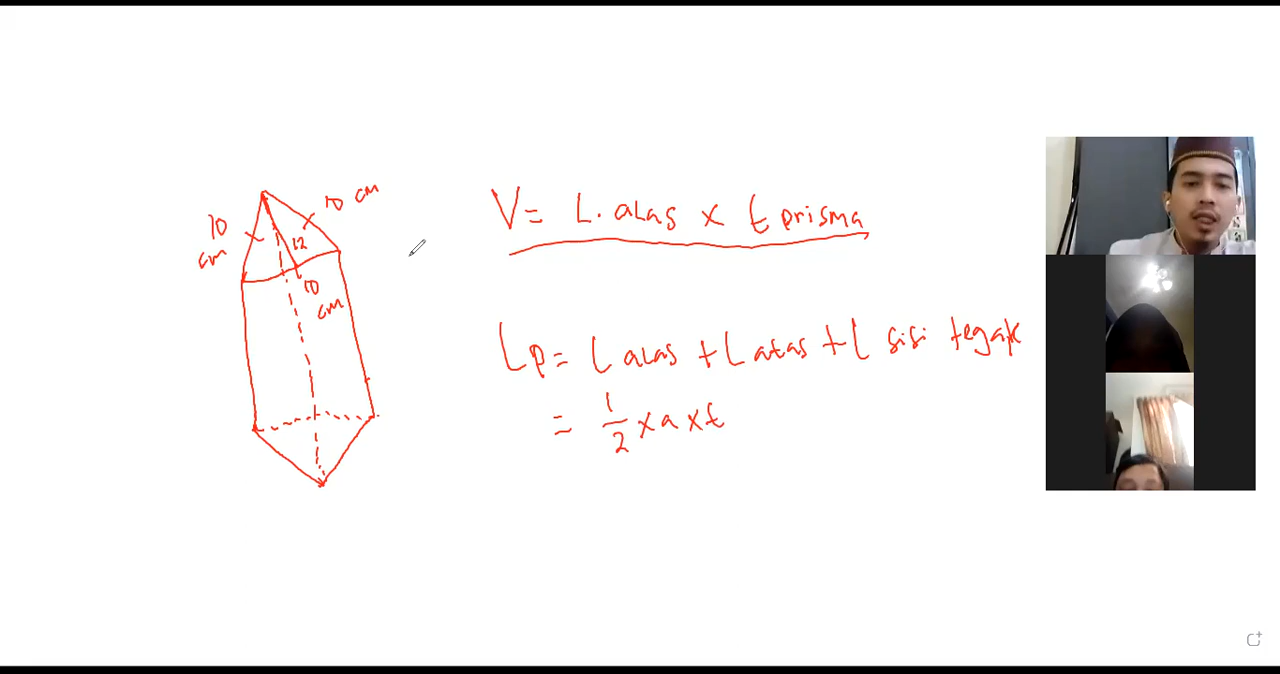 10
cm
10 cm
12
10
cm
V = L. alas x t prisma
Lp = L alas + L atas + L sisi tegak
= 1/2 x a x t